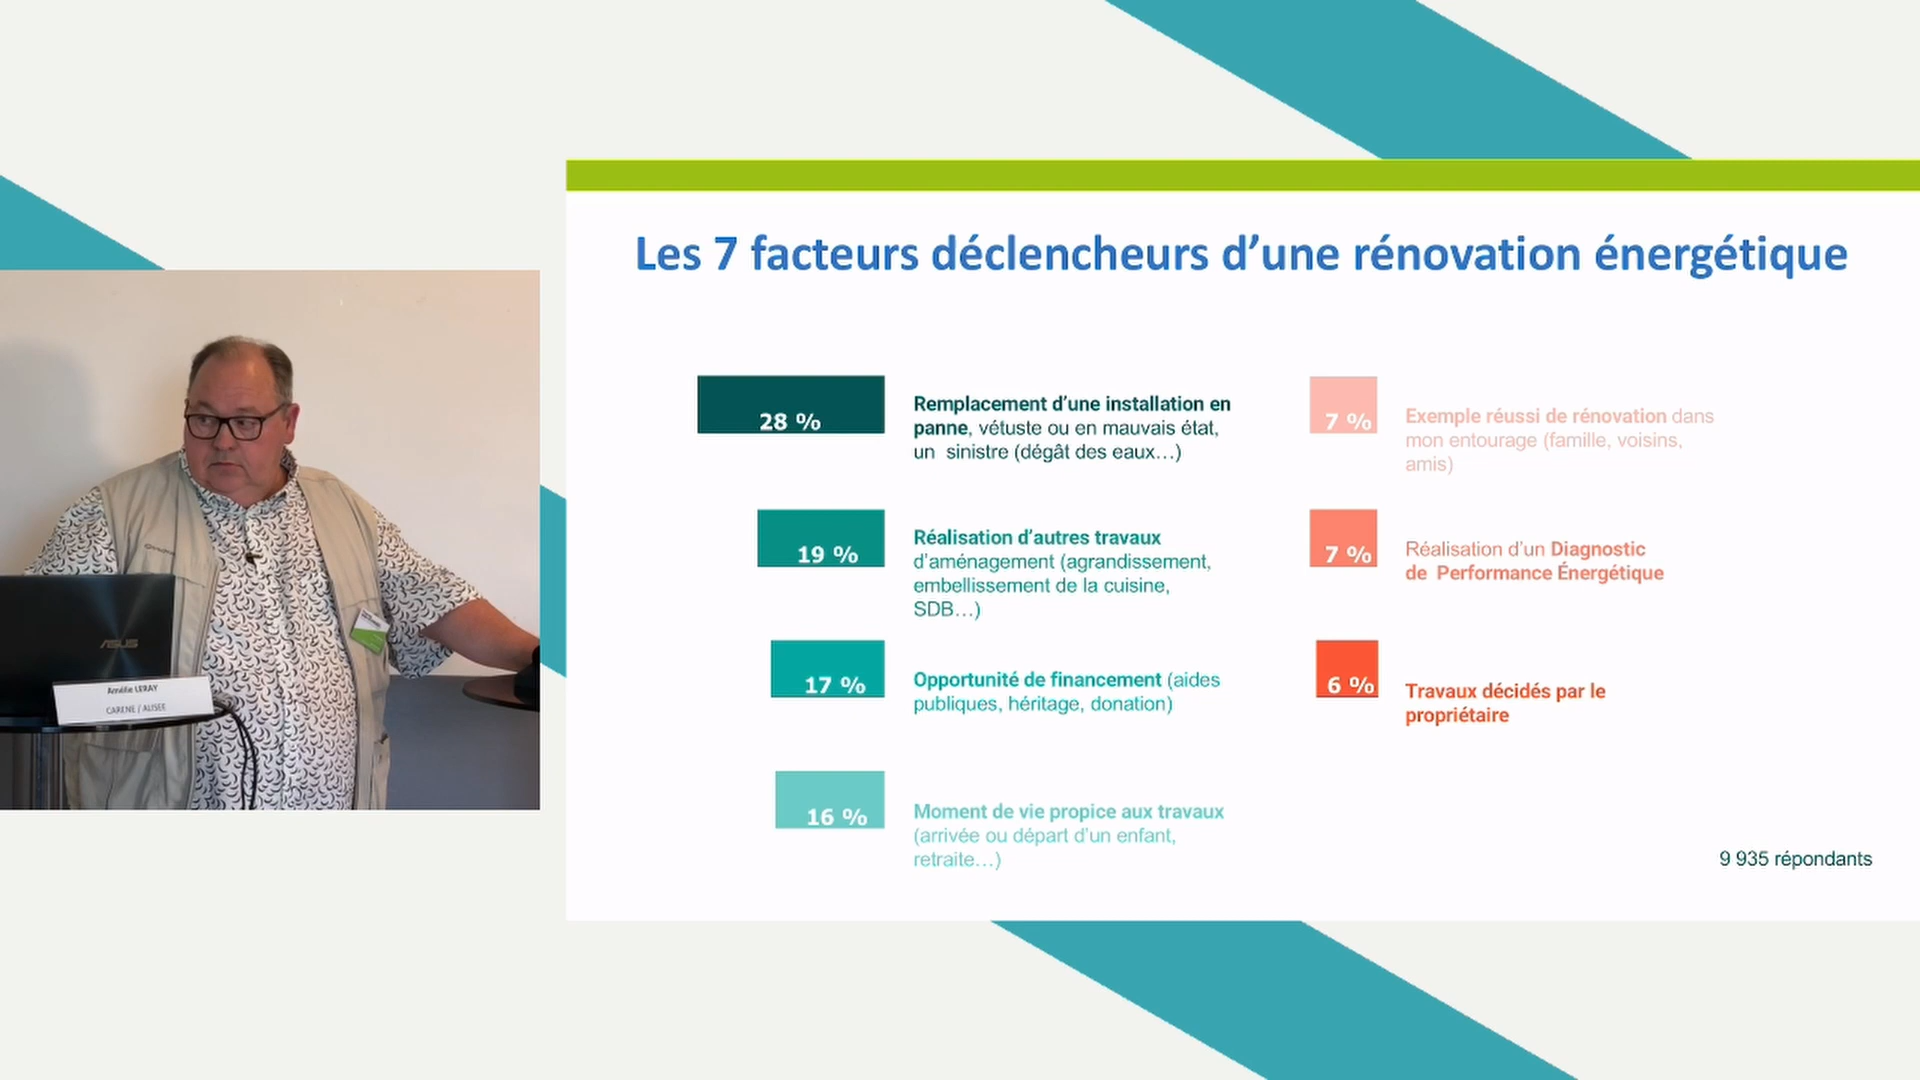 Les 7 facteurs déclencheurs d’une rénovation énergétique
28 %
Remplacement d’une installation en
panne, vétuste ou en mauvais état,
un sinistre (dégât des eaux…)
19 %
Réalisation d’autres travaux
d’aménagement (agrandissement,
embellissement de la cuisine,
SDB…)
17 %
Opportunité de financement (aides
publiques, héritage, donation)
16 %
Moment de vie propice aux travaux
(arrivée ou départ d’un enfant,
retraite…)
7 %
Exemple réussi de rénovation dans
mon entourage (famille, voisins,
amis)
7 %
Réalisation d’un Diagnostic
de Performance Énergétique
6 %
Travaux décidés par le
propriétaire
9 935 répondants
ASUS
Amélie LERAY
CARENE / ALISEE